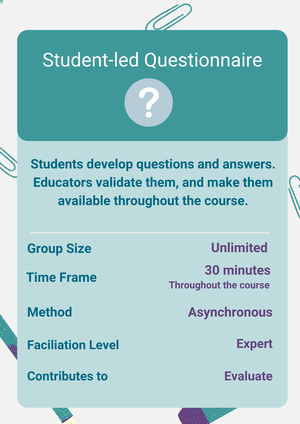 Student-led Questionnaire
?
Students develop questions and answers.
Educators validate them, and make them
available throughout the course.
Group Size Unlimited
Time Frame 30 minutes
Throughout the course
Method Asynchronous
Faciliation Level Expert
Contributes to Evaluate